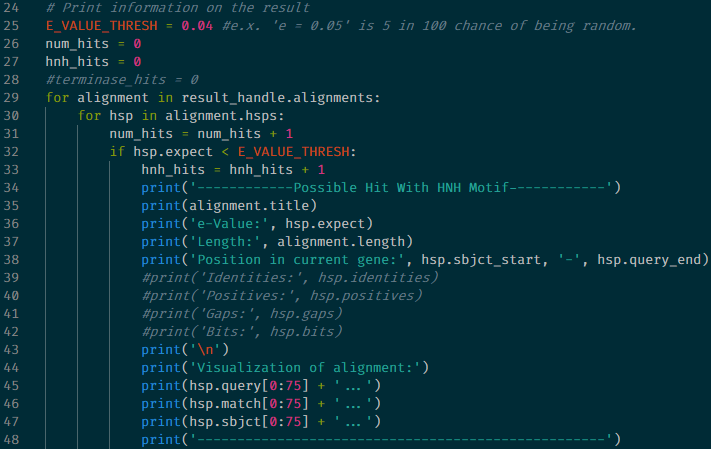 24 # Print information on the result
25 E_VALUE_THRESH = 0.04 #e.x. 'e = 0.05' is 5 in 100 chance of being random.
26 num_hits = 0
27 hnh_hits = 0
28 #terminase_hits = 0
29 for alignment in result_handle.alignments:
30     for hsp in alignment.hsps:
31         num_hits = num_hits + 1
32         if hsp.expect < E_VALUE_THRESH:
33             hnh_hits = hnh_hits + 1
34             print('------------Possible Hit With HNH Motif------------')
35             print(alignment.title)
36             print('e-Value:', hsp.expect)
37             print('Length:', alignment.length)
38             print('Position in current gene:', hsp.sbjct_start, '-', hsp.query_end)
39             #print('Identities:', hsp.identities)
40             #print('Positives:', hsp.positives)
41             #print('Gaps:', hsp.gaps)
42             #print('Bits:', hsp.bits)
43             print('\n')
44             print('Visualization of alignment:')
45             print(hsp.query[0:75] + '...')
46             print(hsp.match[0:75] + '...')
47             print(hsp.sbjct[0:75] + '...')
48             print('---------------------------------------------------')